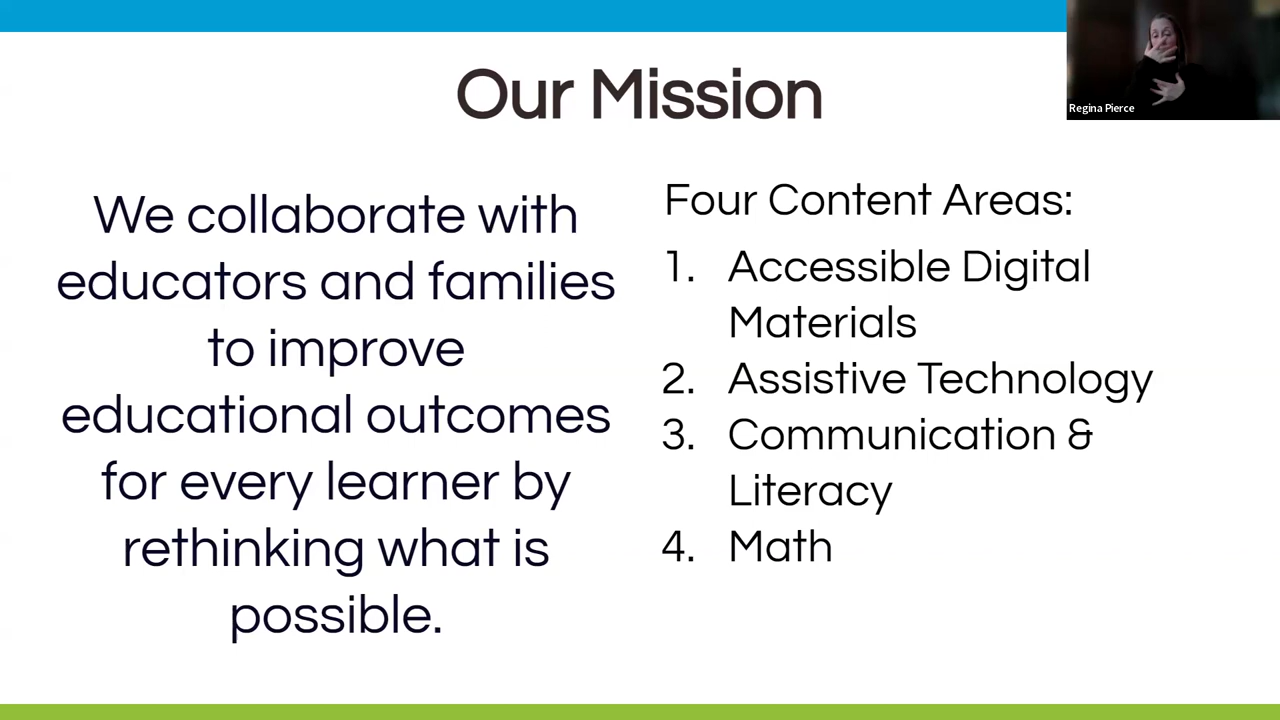 Our Mission
Regina Pierce
We collaborate with
educators and families
to improve
educational outcomes
for every learner by
rethinking what is
possible.
Four Content Areas:
1. Accessible Digital
Materials
2. Assistive Technology
3. Communication &
Literacy
4. Math